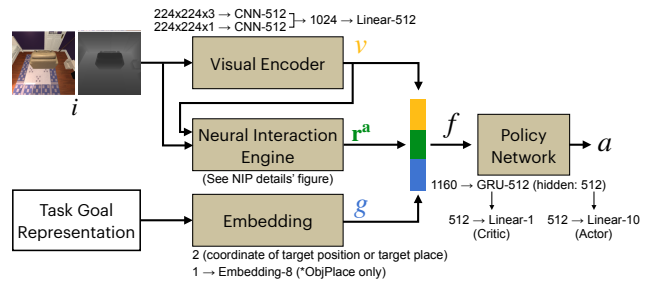 224x224x3 → CNN-512
224x224x1 → CNN-512
1024 → Linear-512
Visual Encoder
v
i
Neural Interaction
Engine
r^a
(See NIP details' figure)
f
Policy
Network
a
1160 → GRU-512 (hidden: 512)
512 → Linear-1
(Critic)
512 → Linear-10
(Actor)
Task Goal
Representation
Embedding
g
2 (coordinate of target position or target place)
1 → Embedding-8 (*ObjPlace only)